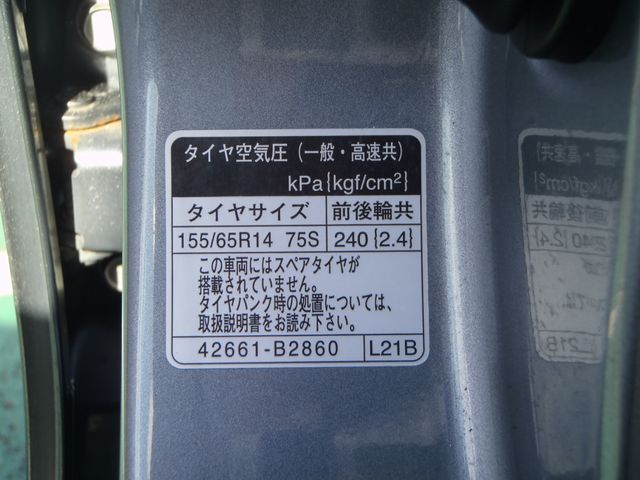 タイヤ空気圧（一般・高速共）
kPa{kgf/cm²}
タイヤサイズ 前後輪共
155/65R14 75S 240{2.4}
この車両にはスペアタイヤが
搭載されていません。
タイヤパンク時の処置については、
取扱説明書をお読み下さい。
42661-B2860 L21B